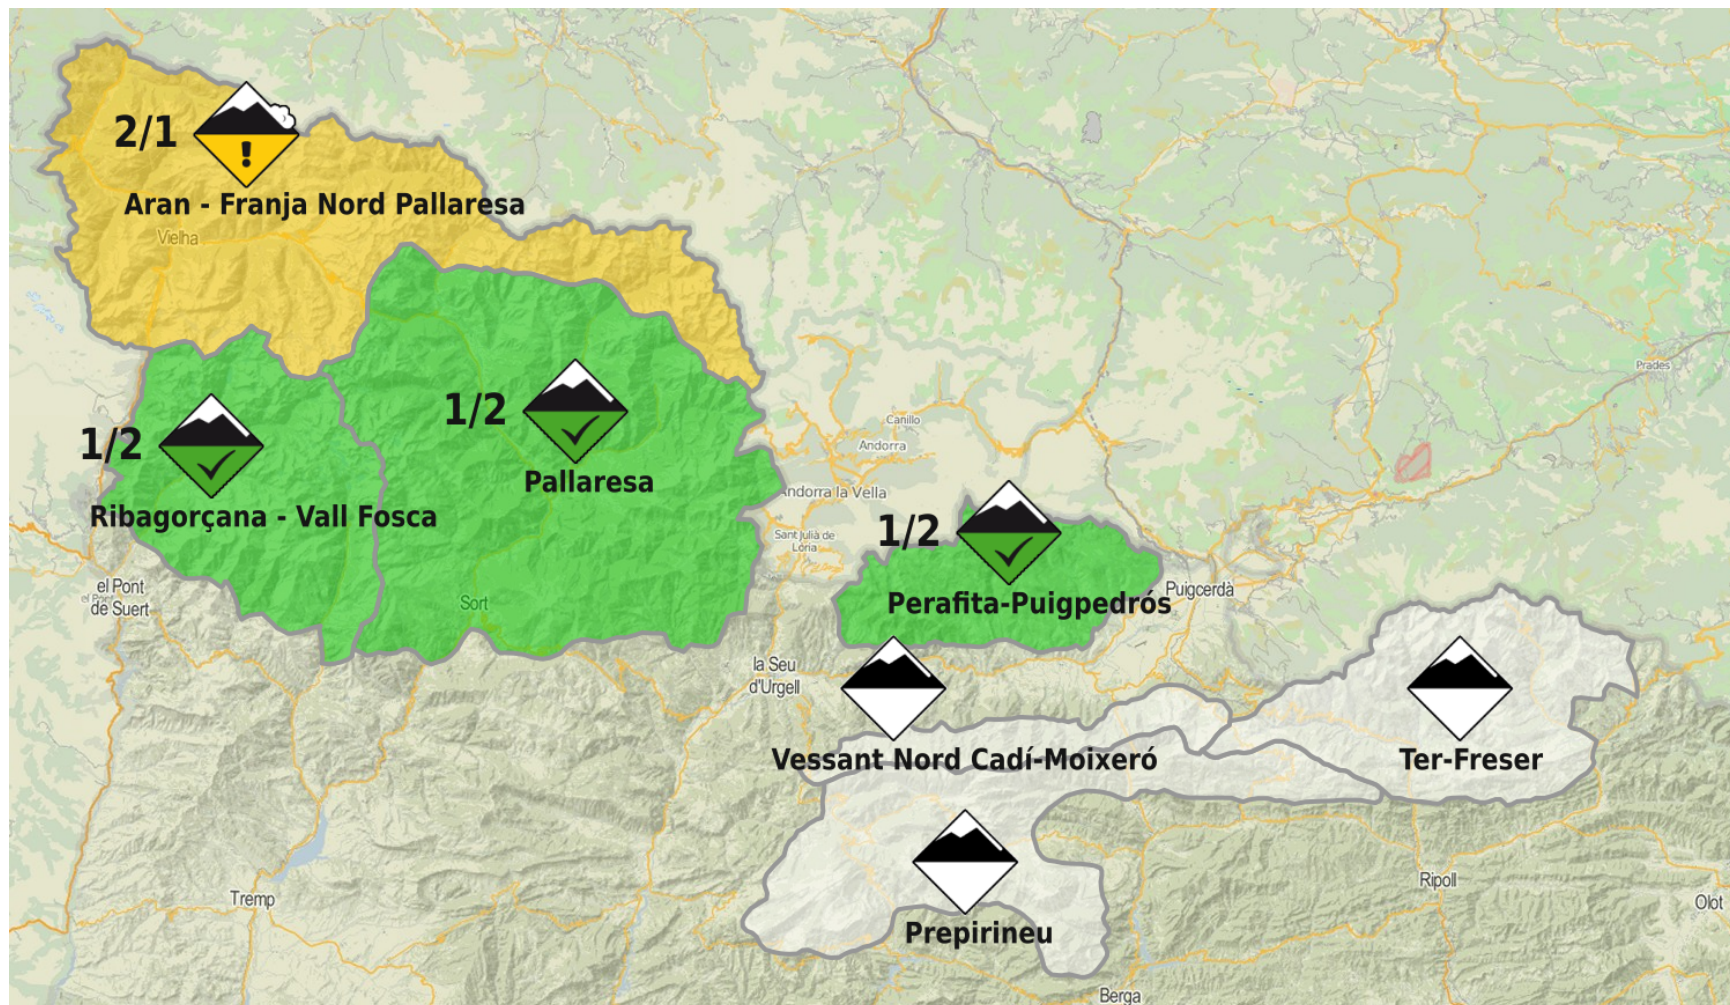 2/1
!
Aran - Franja Nord Pallaresa
Vielha
1/2
Pallaresa
1/2
Ribagorçana - Vall Fosca
Prades
Canillo
Andorra
Andorra la Vella
Sant Julià de
Lòria
1/2
Perafita-Puigpedrós
Puigcerdà
el Pont
de Suert
Sort
la Seu
d'Urgell
Vessant Nord Cadí-Moixeró
Ter-Freser
Prepirineu
Tremp
Ripoll
Olot
Berga